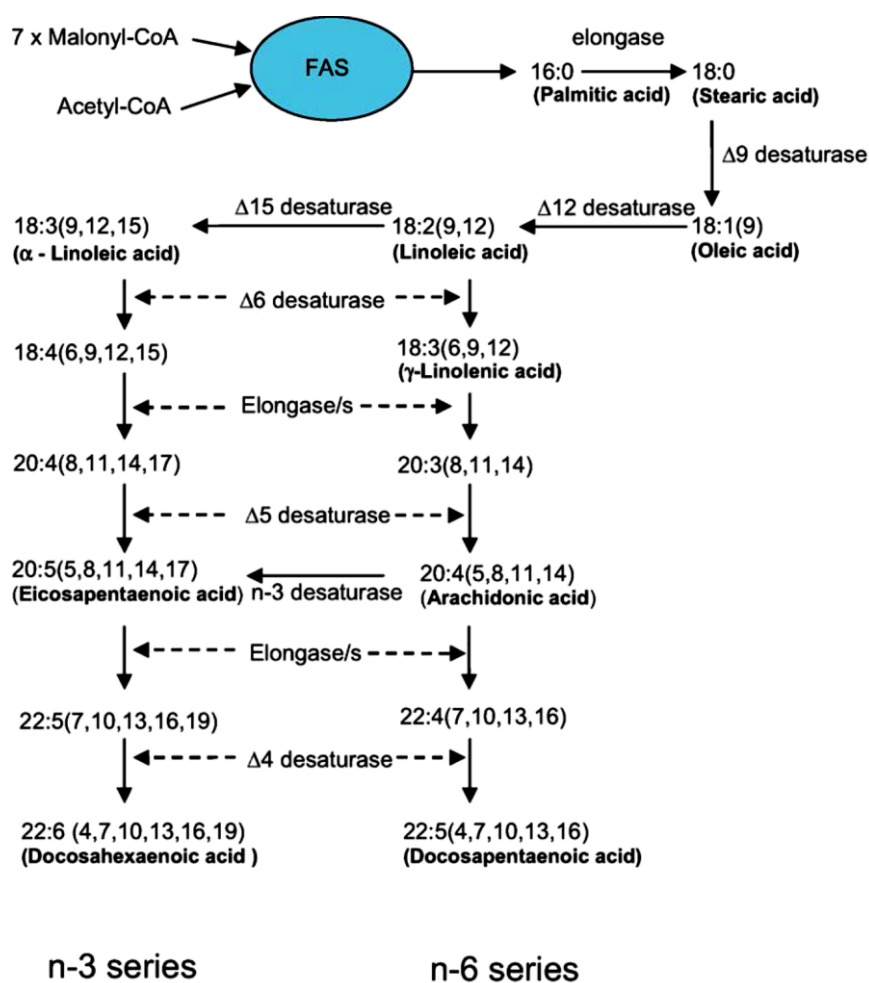 7 x Malonyl-CoA
Acetyl-CoA
FAS
elongase
16:0
(Palmitic acid)
18:0
(Stearic acid)
Δ9 desaturase
18:3(9,12,15)
(α - Linoleic acid)
Δ15 desaturase
18:2(9,12)
(Linoleic acid)
Δ12 desaturase
18:1(9)
(Oleic acid)
Δ6 desaturase
18:4(6,9,12,15)
18:3(6,9,12)
(γ-Linolenic acid)
Elongase/s
20:4(8,11,14,17)
20:3(8,11,14)
Δ5 desaturase
20:5(5,8,11,14,17)
(Eicosapentaenoic acid)
n-3 desaturase
20:4(5,8,11,14)
(Arachidonic acid)
Elongase/s
22:5(7,10,13,16,19)
22:4(7,10,13,16)
Δ4 desaturase
22:6 (4,7,10,13,16,19)
(Docosahexaenoic acid )
22:5(4,7,10,13,16)
(Docosapentaenoic acid)
n-3 series
n-6 series